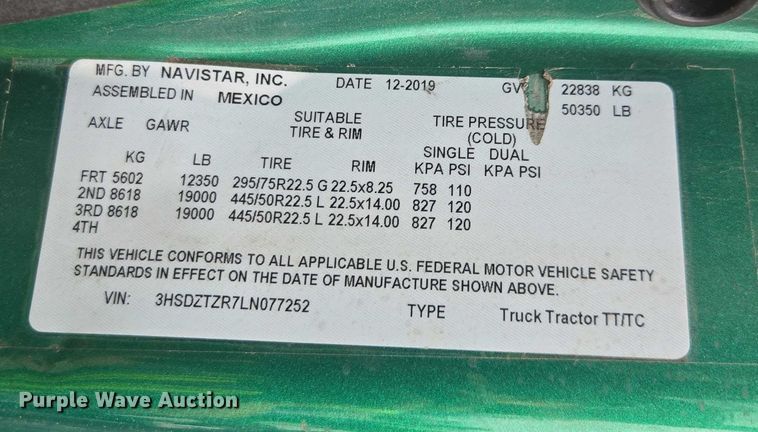 MFG. BY NAVISTAR, INC. DATE 12-2019 GV 22838 KG
ASSEMBLED IN MEXICO 50350 LB
AXLE GAWR SUITABLE TIRE & RIM TIRE PRESSURE (COLD)
SINGLE DUAL
KG LB TIRE RIM KPA PSI KPA PSI
FRT 5602 12350 295/75R22.5 G 22.5x8.25 758 110
2ND 8618 19000 445/50R22.5 L 22.5x14.00 827 120
3RD 8618 19000 445/50R22.5 L 22.5x14.00 827 120
4TH
THIS VEHICLE CONFORMS TO ALL APPLICABLE U.S. FEDERAL MOTOR VEHICLE SAFETY
STANDARDS IN EFFECT ON THE DATE OF MANUFACTURE SHOWN ABOVE.
VIN: 3HSDZTZR7LN077252 TYPE Truck Tractor TT/TC
Purple Wave Auction